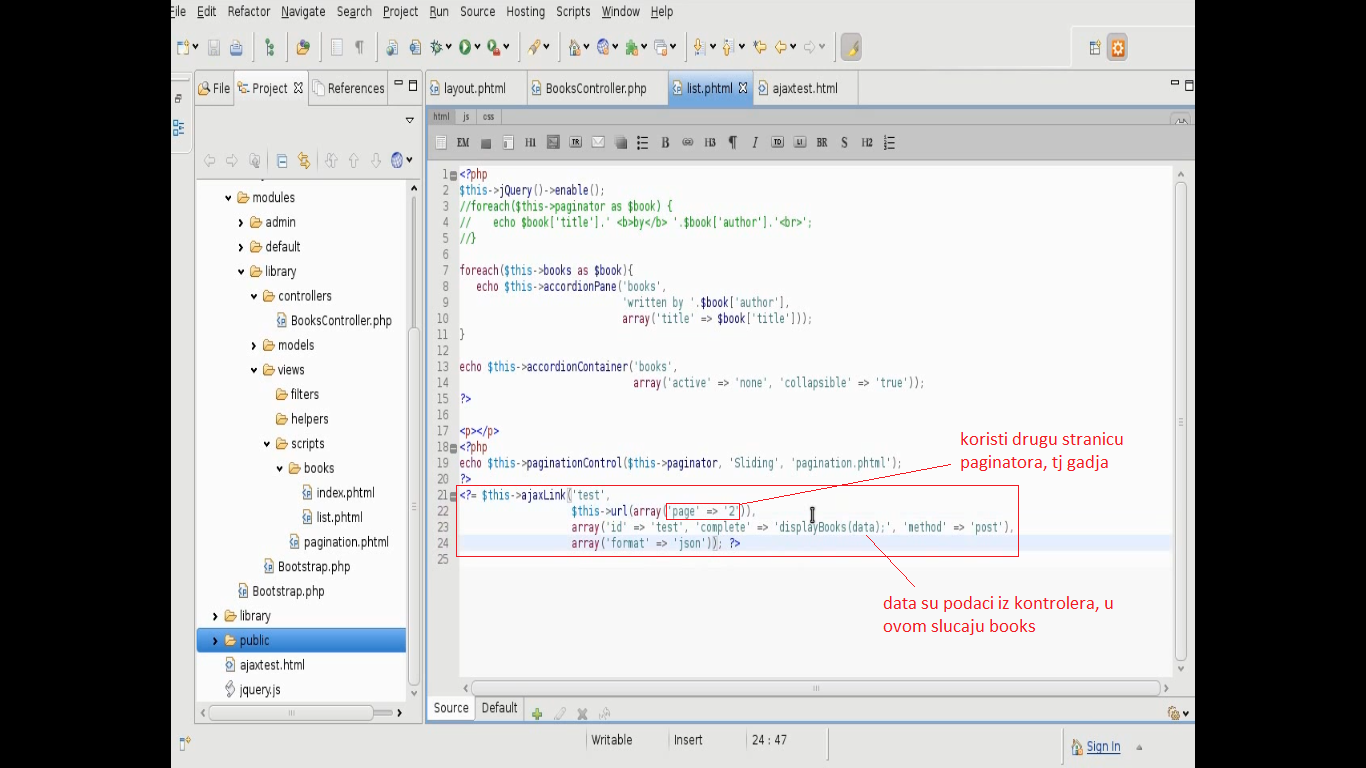 File Edit Refactor Navigate Search Project Run Source Hosting Scripts Window Help
File Project References
layout.phtml BooksController.php list.phtml ajaxtest.html
html js css
EM H1 TR B H3 ¶ I TD LI BR S H2
modules
admin
default
library
controllers
BooksController.php
models
views
filters
helpers
scripts
books
index.phtml
list.phtml
pagination.phtml
Bootstrap.php
Bootstrap.php
library
public
ajaxtest.html
jquery.js
1 <?php
2 $this->jQuery()->enable();
3 //foreach($this->paginator as $book) {
4 //    echo $book['title'].' <b>by</b> '.$book['author'].'<br>';
5 //}
6
7 foreach($this->books as $book){
8 echo $this->accordionPane('books',
9 'written by '.$book['author'],
10 array('title' => $book['title']));
11 }
12
13 echo $this->accordionContainer('books',
14 array('active' => 'none', 'collapsible' => 'true'));
15 ?>
16
17 <p></p>
18 <?php
19 echo $this->paginationControl($this->paginator, 'Sliding', 'pagination.phtml');
20 ?>
21 <?= $this->ajaxLink('test',
22 $this->url(array('page' => '2')),
23 array('id' => 'test', 'complete' => 'displayBooks(data);', 'method' => 'post'),
24 array('format' => 'json')); ?>
25
koristi drugu stranicu
paginatora, tj gadja
data su podaci iz kontrolera, u
ovom slucaju books
Source Default
Writable Insert 24 : 47 Sign In